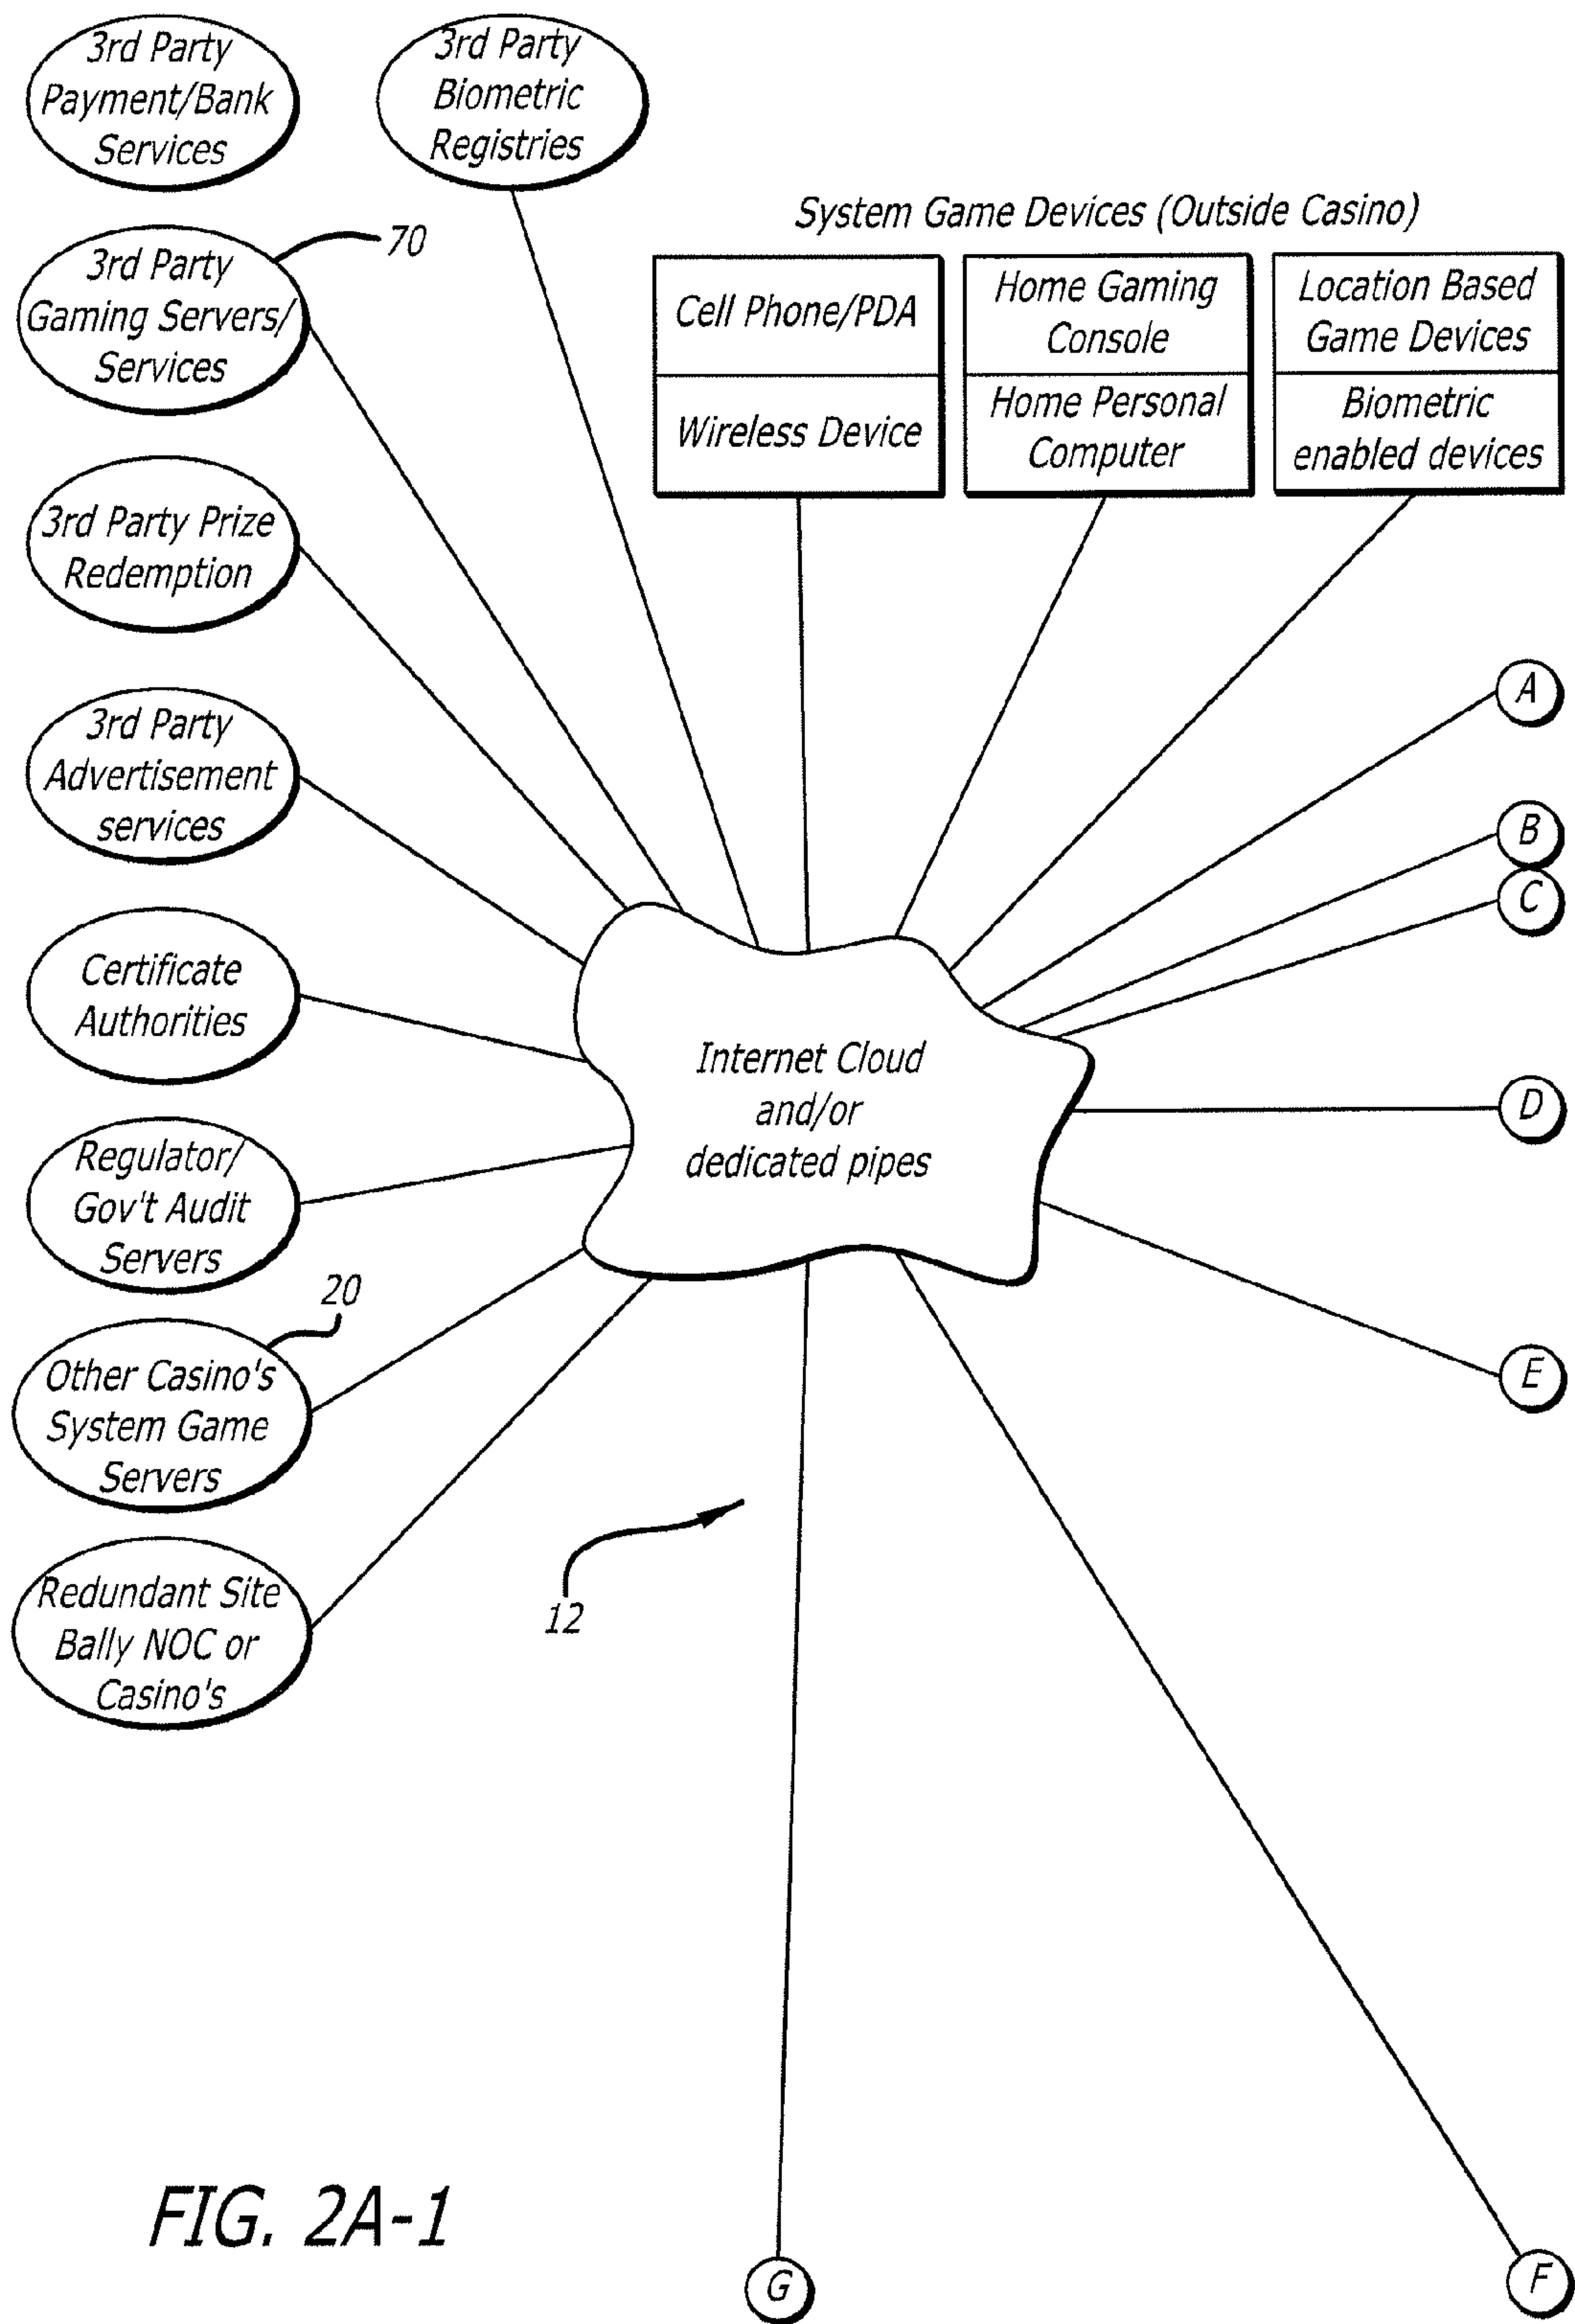 3rd Party
Payment/Bank
Services
3rd Party
Biometric
Registries
System Game Devices (Outside Casino)
70
3rd Party
Gaming Servers/
Services
Cell Phone/PDA
Wireless Device
Home Gaming
Console
Home Personal
Computer
Location Based
Game Devices
Biometric
enabled devices
3rd Party Prize
Redemption
3rd Party
Advertisement
services
A
B
C
Certificate
Authorities
Internet Cloud
and/or
dedicated pipes
D
Regulator/
Gov't Audit
Servers
20
Other Casino's
System Game
Servers
E
12
Redundant Site
Bally NOC or
Casino's
FIG. 2A-1
G
F